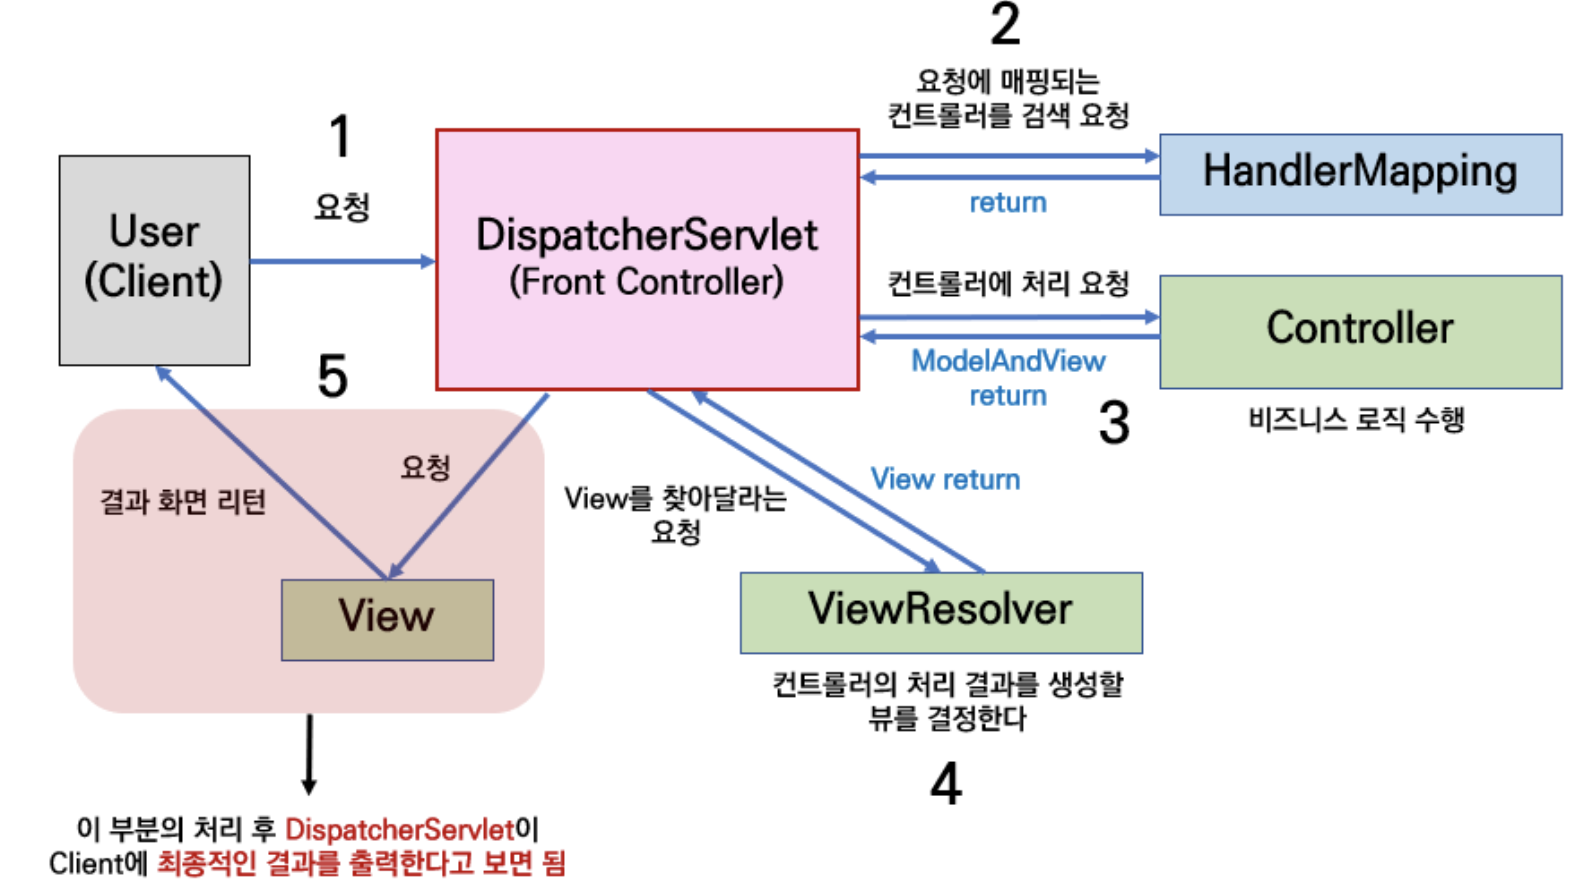 1
요청
User
(Client)
DispatcherServlet
(Front Controller)
2
요청에 매핑되는
컨트롤러를 검색 요청
return
HandlerMapping
컨트롤러에 처리 요청
ModelAndView
return
3
Controller
비즈니스 로직 수행
View를 찾아달라는
요청
View return
ViewResolver
컨트롤러의 처리 결과를 생성할
뷰를 결정한다
4
5
요청
결과 화면 리턴
View
이 부분의 처리 후 DispatcherServlet이
Client에 최종적인 결과를 출력한다고 보면 됨